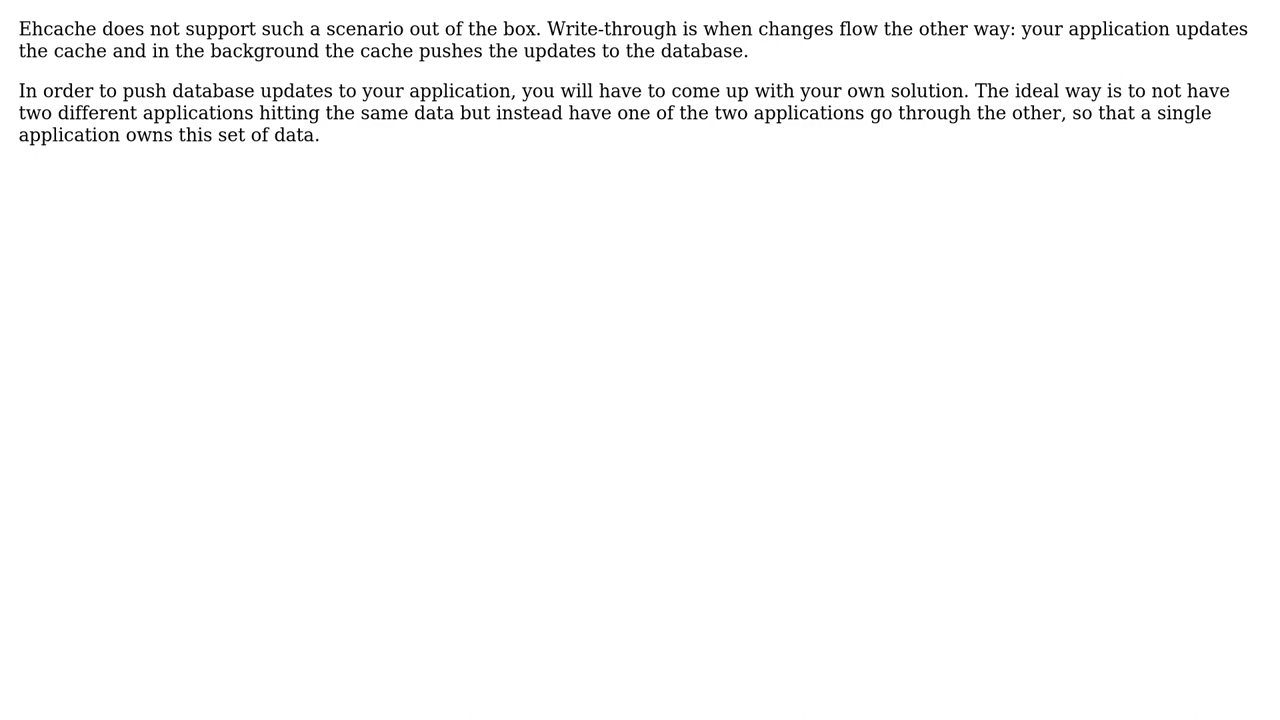 Ehcache does not support such a scenario out of the box. Write-through is when changes flow the other way: your application updates
the cache and in the background the cache pushes the updates to the database.
In order to push database updates to your application, you will have to come up with your own solution. The ideal way is to not have
two different applications hitting the same data but instead have one of the two applications go through the other, so that a single
application owns this set of data.